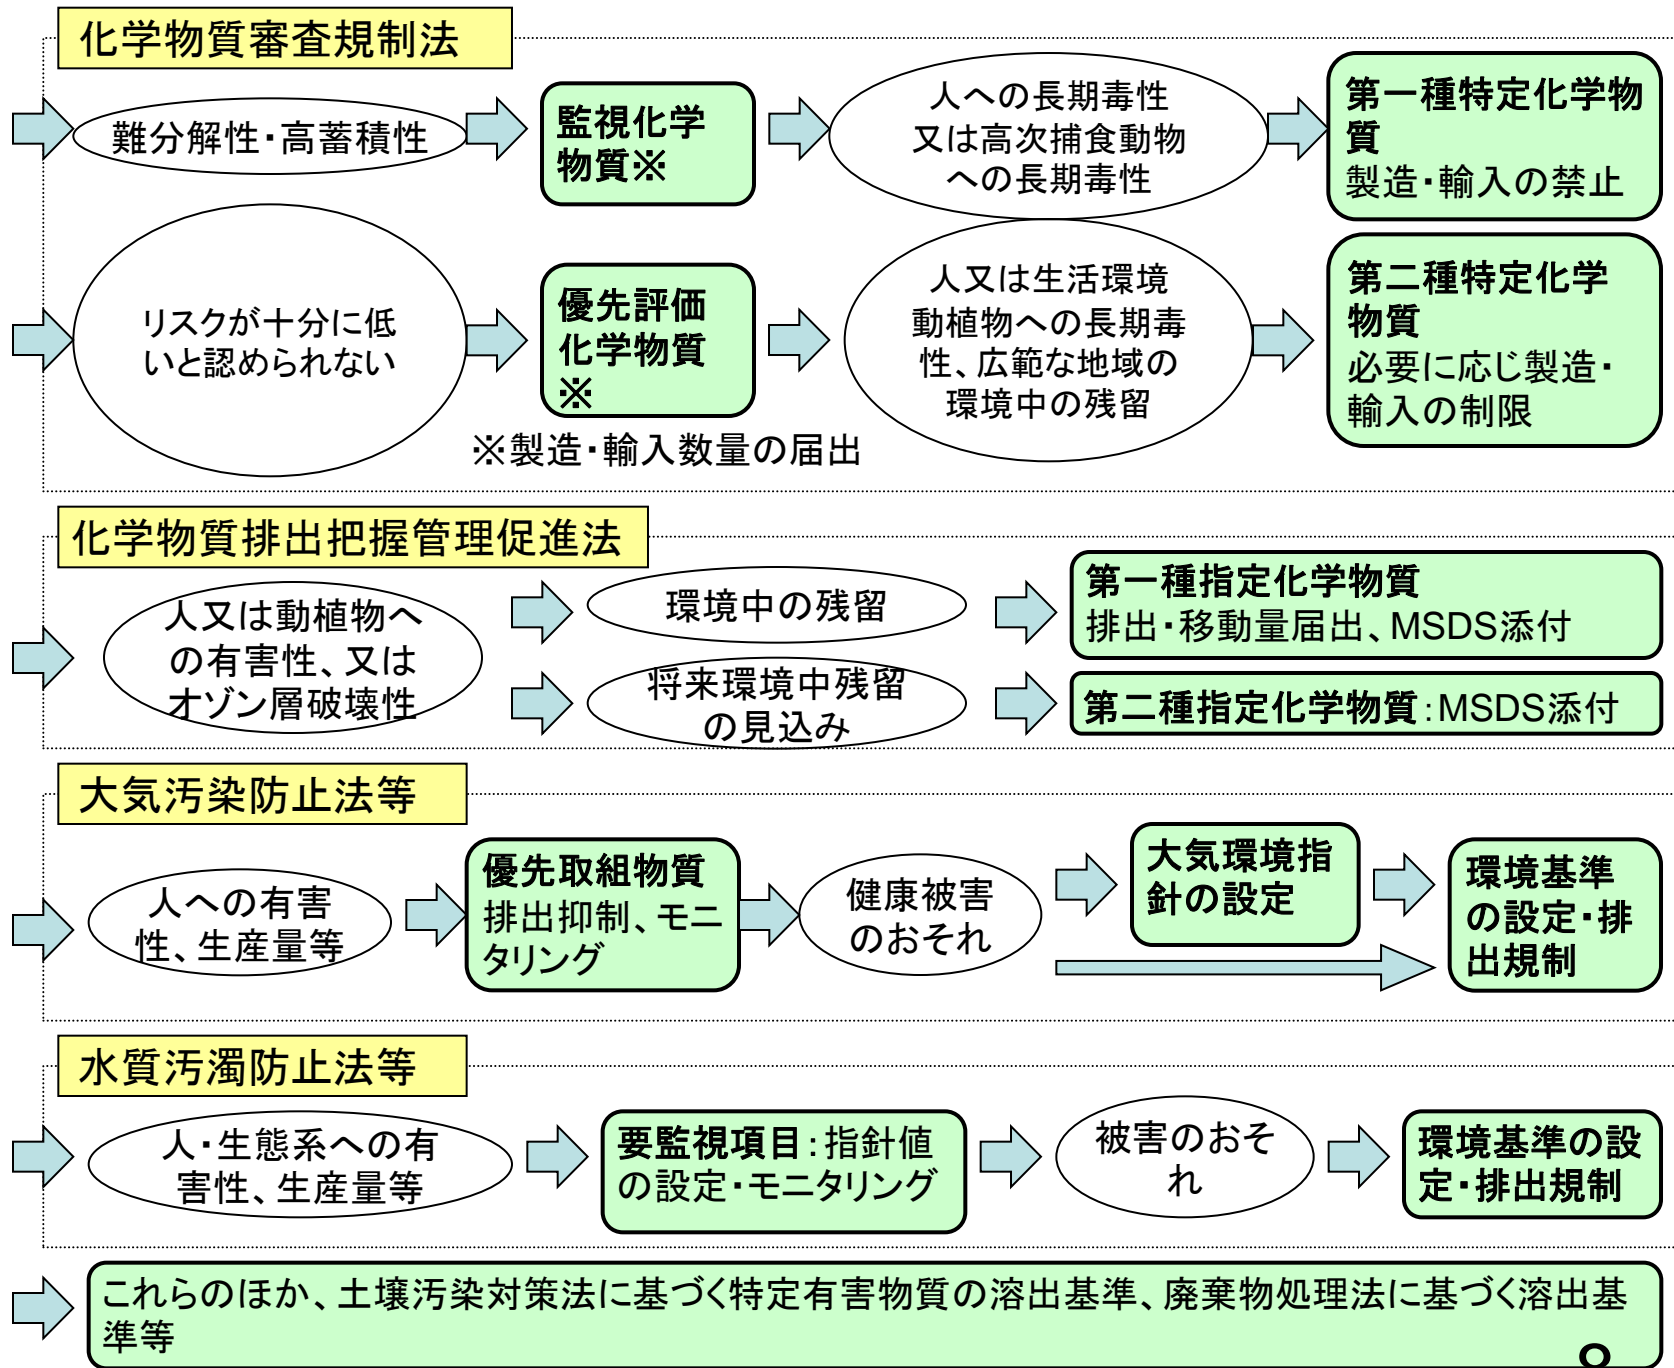 化学物質審査規制法
難分解性・高蓄積性
監視化学
物質※
人への長期毒性
又は高次捕食動物
への長期毒性
第一種特定化学物
質
製造・輸入の禁止
リスクが十分に低
いと認められない
優先評価
化学物質
※
人又は生活環境
動植物への長期毒
性、広範な地域の
環境中の残留
第二種特定化学
物質
必要に応じ製造・
輸入の制限
※製造・輸入数量の届出
化学物質排出把握管理促進法
人又は動植物へ
の有害性、又は
オゾン層破壊性
環境中の残留
第一種指定化学物質
排出・移動量届出、MSDS添付
将来環境中残留
の見込み
第二種指定化学物質:MSDS添付
大気汚染防止法等
人への有害
性、生産量等
優先取組物質
排出抑制、モニ
タリング
健康被害
のおそれ
大気環境指
針の設定
環境基準
の設定・排
出規制
水質汚濁防止法等
人・生態系への有
害性、生産量等
要監視項目:指針値
の設定・モニタリング
被害のおそ
れ
環境基準の設
定・排出規制
これらのほか、土壌汚染対策法に基づく特定有害物質の溶出基準、廃棄物処理法に基づく溶出基
準等